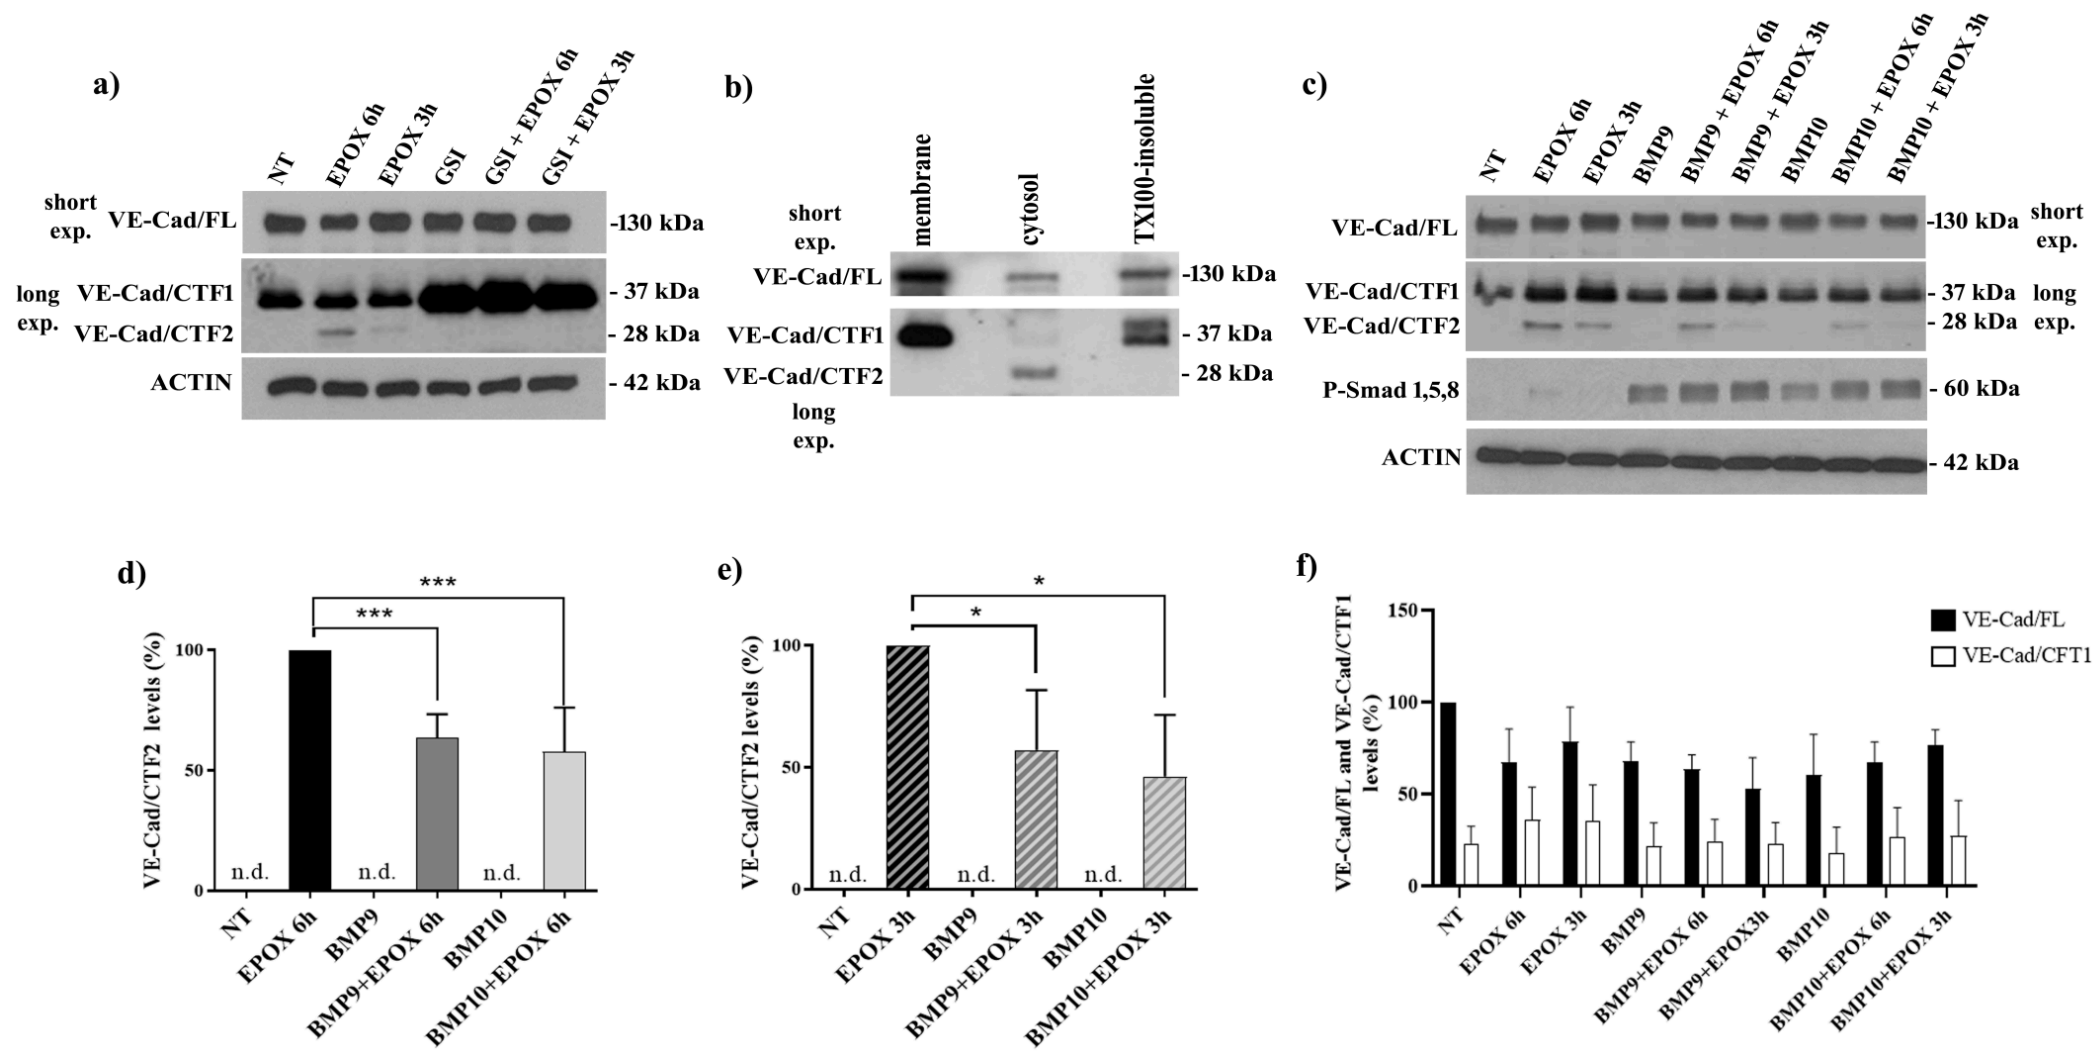 a)
NT
EPOX 6h
EPOX 3h
GSI
GSI + EPOX 6h
GSI + EPOX 3h
short
exp.
VE-Cad/FL
-130 kDa
long
exp.
VE-Cad/CTF1
- 37 kDa
VE-Cad/CTF2
- 28 kDa
ACTIN
- 42 kDa
b)
membrane
cytosol
TX100-insoluble
short
exp.
VE-Cad/FL
-130 kDa
VE-Cad/CTF1
- 37 kDa
VE-Cad/CTF2
- 28 kDa
long
exp.
c)
NT
EPOX 6h
EPOX 3h
BMP9
BMP9 + EPOX 6h
BMP9 + EPOX 3h
BMP10
BMP10 + EPOX 6h
BMP10 + EPOX 3h
VE-Cad/FL
-130 kDa
short
exp.
VE-Cad/CTF1
- 37 kDa
long
exp.
VE-Cad/CTF2
- 28 kDa
P-Smad 1,5,8
- 60 kDa
ACTIN
- 42 kDa
d)
VE-Cad/CTF2 levels (%)
100
50
0
***
***
n.d.
n.d.
n.d.
NT
EPOX 6h
BMP9
BMP9+EPOX 6h
BMP10
BMP10+EPOX 6h
e)
VE-Cad/CTF2 levels (%)
100
50
0
*
*
n.d.
n.d.
n.d.
NT
EPOX 3h
BMP9
BMP9+EPOX 3h
BMP10
BMP10+EPOX 3h
f)
VE-Cad/FL and VE-Cad/CTF1
levels (%)
150
100
50
0
VE-Cad/FL
VE-Cad/CFT1
NT
EPOX 6h
EPOX 3h
BMP9
BMP9+EPOX 6h
BMP9+EPOX3h
BMP10
BMP10+EPOX 6h
BMP10+EPOX 3h